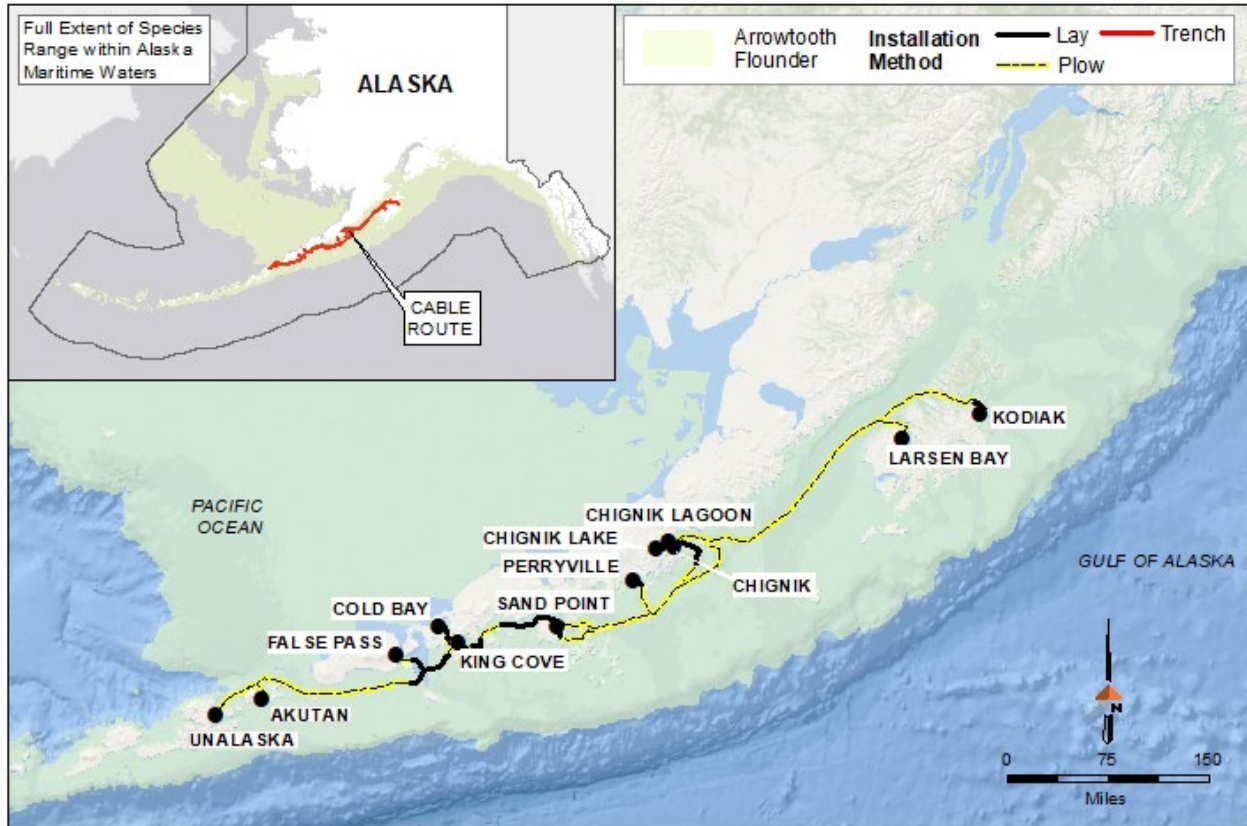 Full Extent of Species
Range within Alaska
Maritime Waters
ALASKA
CABLE
ROUTE
Arrowtooth
Flounder
Installation
Method
Lay
Trench
Plow
KODIAK
LARSEN BAY
PACIFIC
OCEAN
CHIGNIK LAGOON
CHIGNIK LAKE
PERRYVILLE
CHIGNIK
GULF OF ALASKA
SAND POINT
COLD BAY
FALSE PASS
KING COVE
AKUTAN
UNALASKA
N
0 75 150
Miles